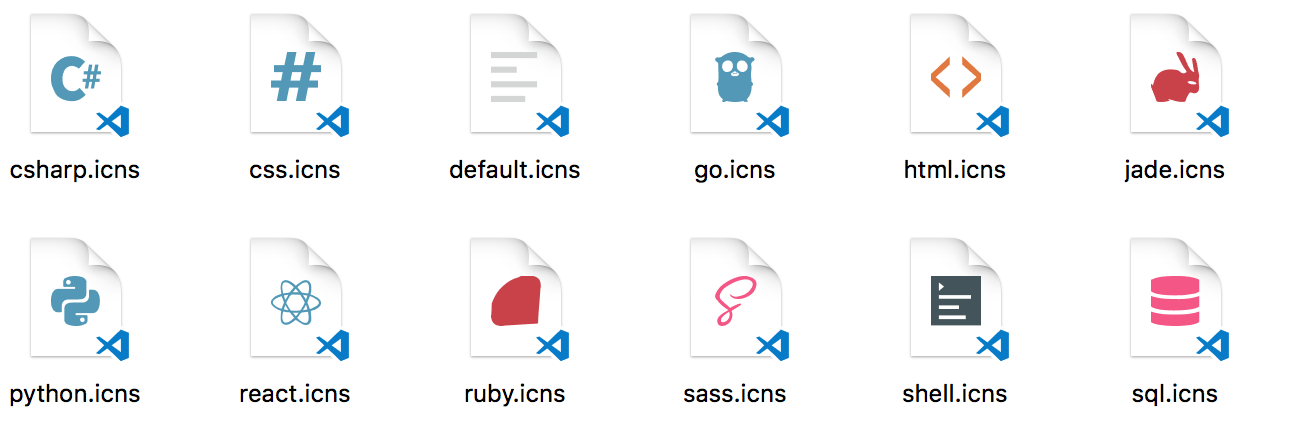 C#
#
<>
csharp.icns
css.icns
default.icns
go.icns
html.icns
jade.icns
python.icns
react.icns
ruby.icns
sass.icns
shell.icns
sql.icns